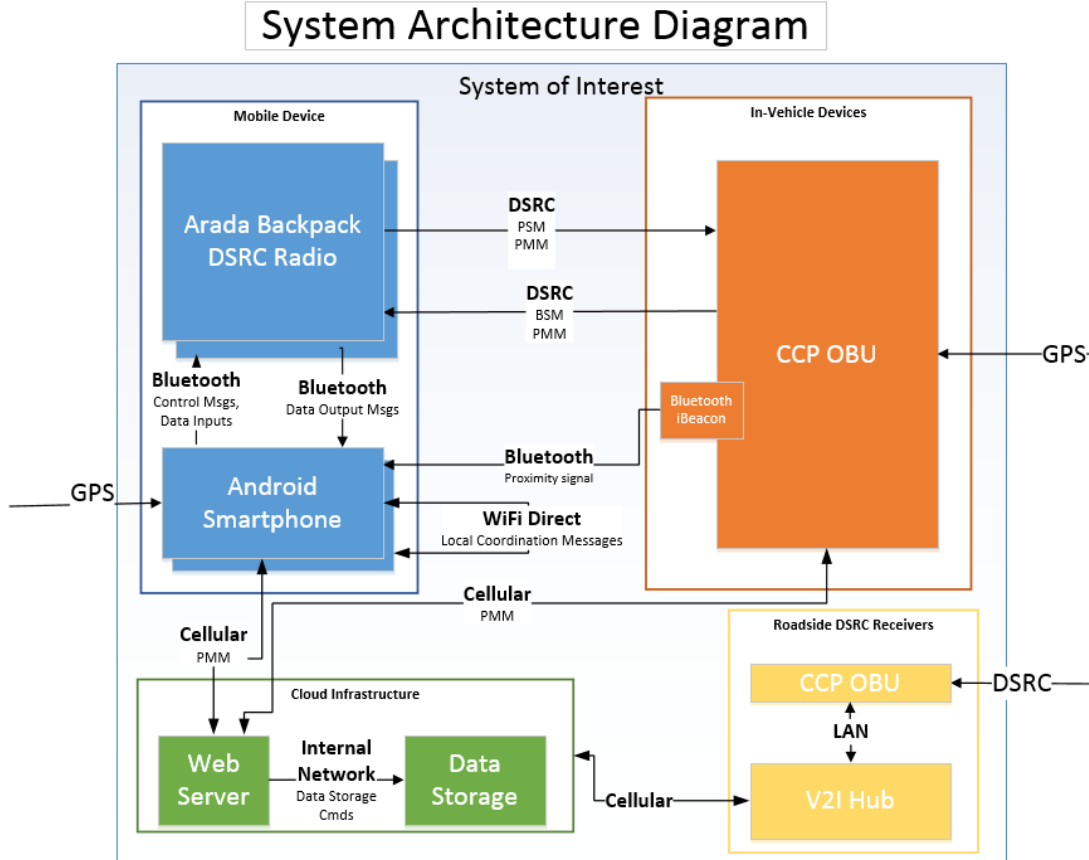 System Architecture Diagram
System of Interest
Mobile Device
In-Vehicle Devices
Arada Backpack
DSRC Radio
DSRC
PSM
PMM
DSRC
BSM
PMM
CCP OBU
GPS
Bluetooth
Control Msgs,
Data Inputs
Bluetooth
Data Output Msgs
Bluetooth
iBeacon
Bluetooth
Proximity signal
GPS
Android
Smartphone
WiFi Direct
Local Coordination Messages
Cellular
PMM
Cellular
PMM
Roadside DSRC Receivers
CCP OBU
DSRC
LAN
V2I Hub
Cloud Infrastructure
Web
Server
Internal
Network
Data Storage
Cmds
Data
Storage
Cellular